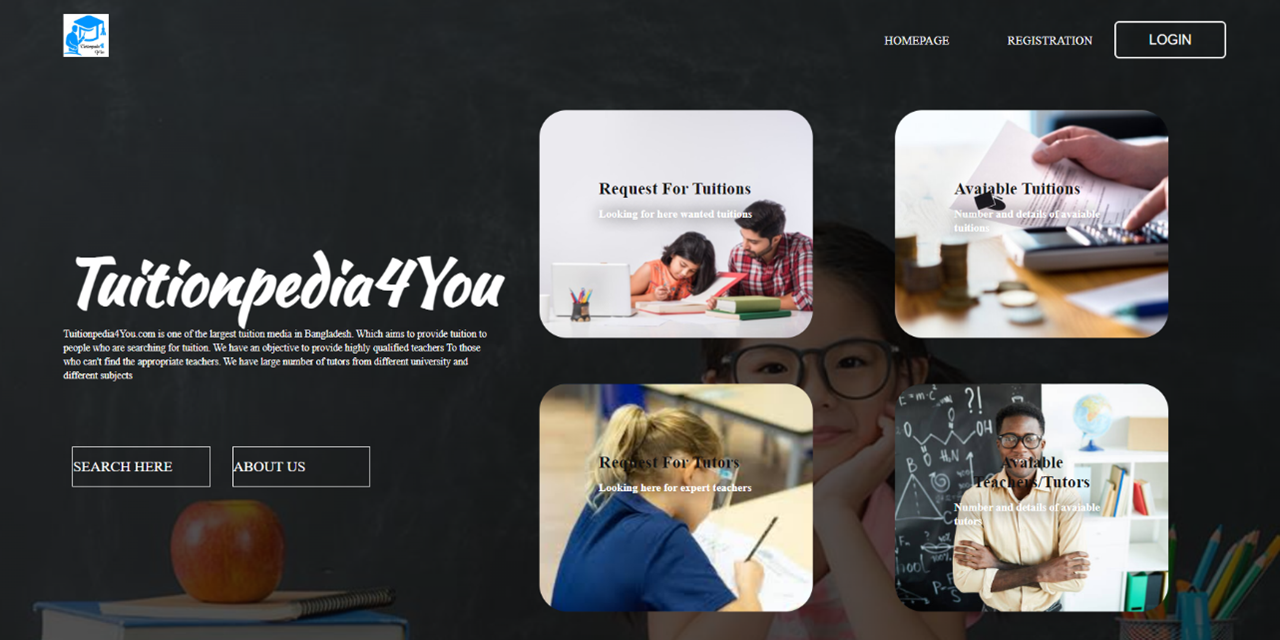 HOMEPAGE
REGISTRATION
LOGIN
Tuitionpedia4You
Tuitionpedia4You.com is one of the largest tuition media in Bangladesh. Which aims to provide tuition to
people who are searching for tuition. We have an objective to provide highly qualified teachers To those
who can't find the appropriate teachers. We have large number of tutors from different university and
different subjects
SEARCH HERE
ABOUT US
Request For Tuitions
Looking for here wanted tuitions
Avaiable Tuitions
Number and details of avaiable
tuitions
Request For Tutors
Looking here for expert teachers
Avaiable
Teachers/Tutors
Number and details of avaiable
tutors